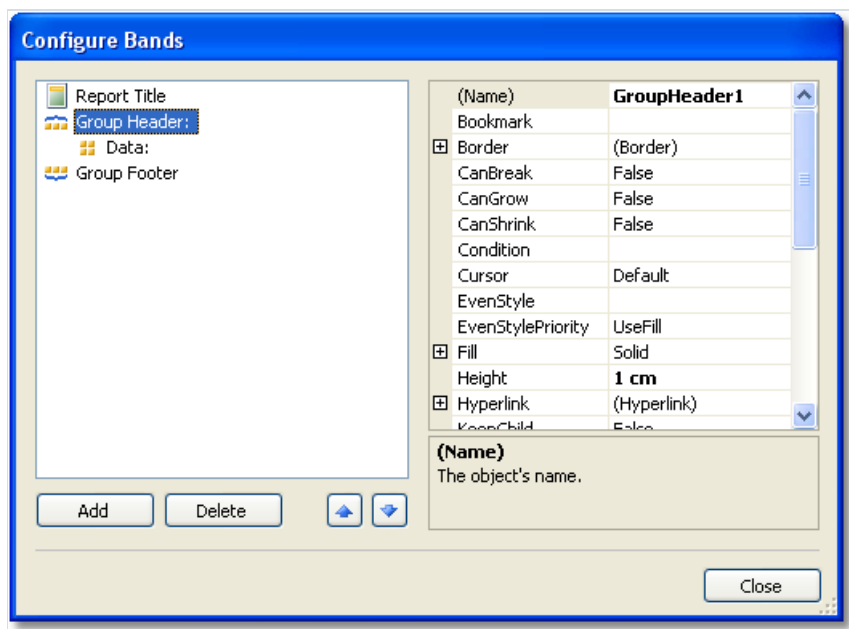 Configure Bands
Report Title
Group Header:
Data:
Group Footer
Add
Delete
(Name) GroupHeader1
Bookmark
Border (Border)
CanBreak False
CanGrow False
CanShrink False
Condition
Cursor Default
EvenStyle
EvenStylePriority UseFill
Fill Solid
Height 1 cm
Hyperlink (Hyperlink)
KeepChild False
(Name)
The object's name.
Close